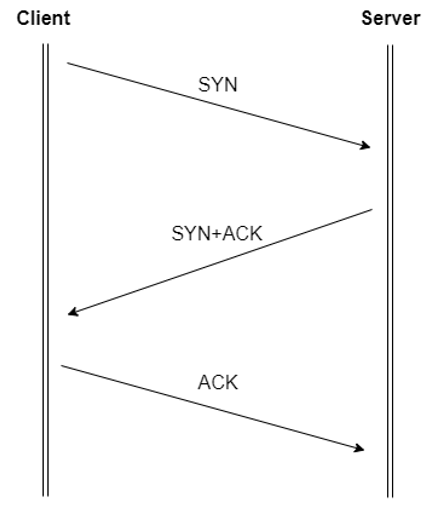 Client
Server
SYN
SYN+ACK
ACK